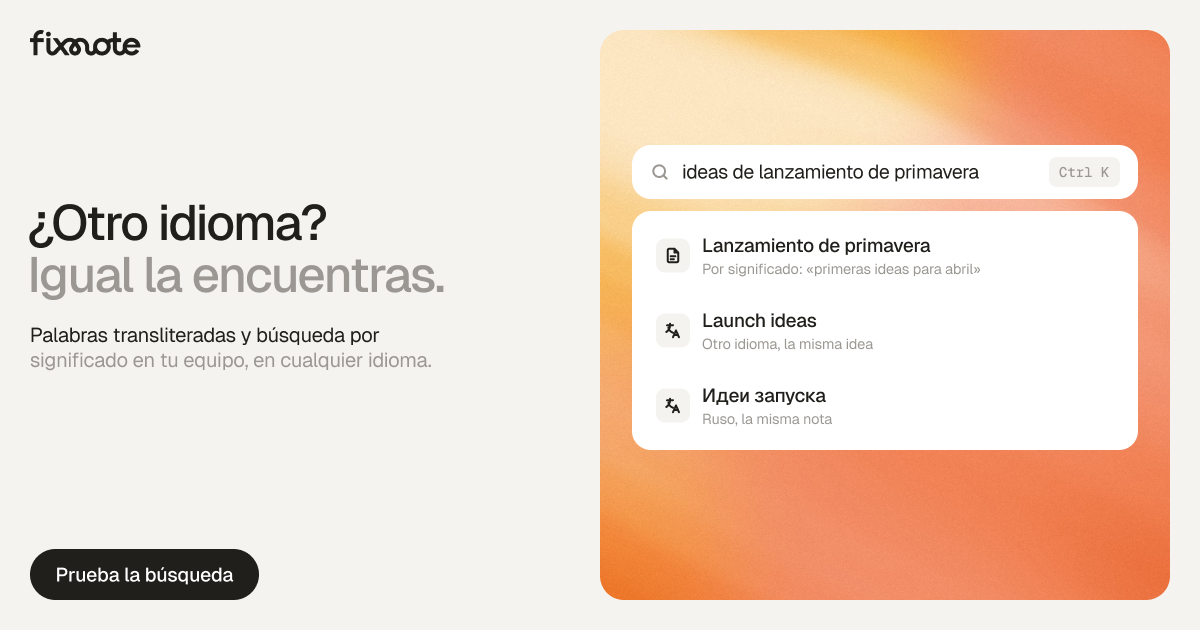 fixnote
¿Otro idioma?
Igual la encuentras.
Palabras transliteradas y búsqueda por
significado en tu equipo, en cualquier idioma.
Prueba la búsqueda
ideas de lanzamiento de primavera
Ctrl K
Lanzamiento de primavera
Por significado: «primeras ideas para abril»
Launch ideas
Otro idioma, la misma idea
Идеи запуска
Ruso, la misma nota